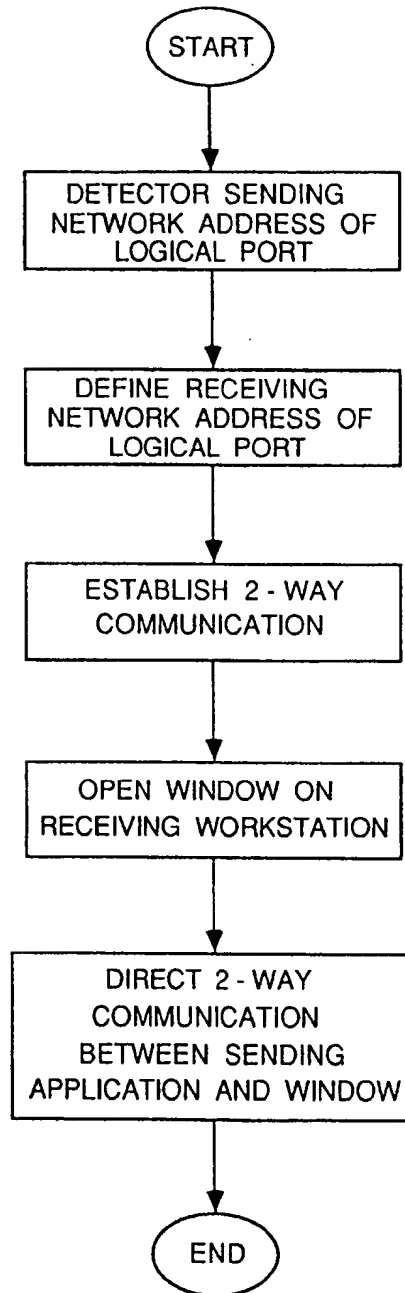 START
DETECTOR SENDING
NETWORK ADDRESS OF
LOGICAL PORT
DEFINE RECEIVING
NETWORK ADDRESS OF
LOGICAL PORT
ESTABLISH 2 - WAY
COMMUNICATION
OPEN WINDOW ON
RECEIVING WORKSTATION
DIRECT 2 - WAY
COMMUNICATION
BETWEEN SENDING
APPLICATION AND WINDOW
END